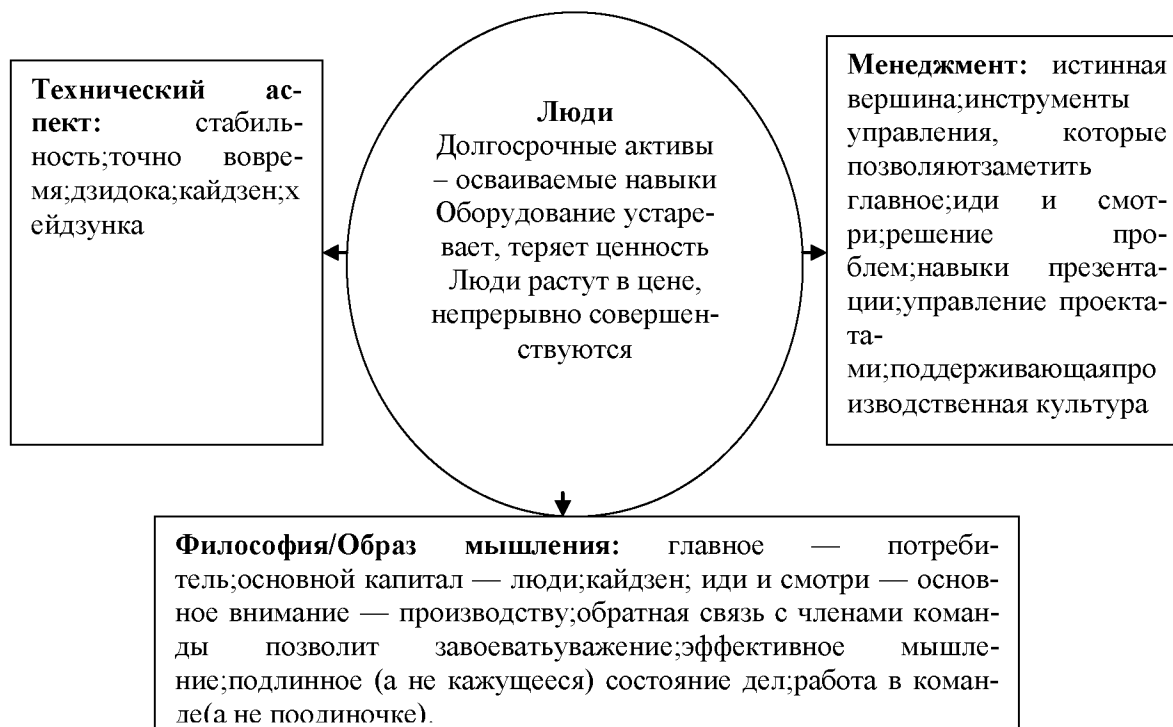 Технический ас-
пект: стабиль-
ность;точно вовре-
мя;дзидока;кайдзен;х
ейдзунка
Люди
Долгосрочные активы
– осваиваемые навыки
Оборудование устаре-
вает, теряет ценность
Люди растут в цене,
непрерывно совершен-
ствуются
Менеджмент: истинная
вершина;инструменты
управления, которые
позволяютзаметить
главное;иди и смот-
ри;решение про-
блем;навыки презента-
ции;управление проекта-
та-
ми;поддерживающаяпро
изводственная культура
Философия/Образ мышления: главное — потреби-
тель;основной капитал — люди;кайдзен; иди и смотри — основ-
ное внимание — производству;обратная связь с членами коман-
ды позволит завоеватьуважение;эффективное мышле-
ние;подлинное (а не кажущееся) состояние дел;работа в коман-
де(а не поодиночке).